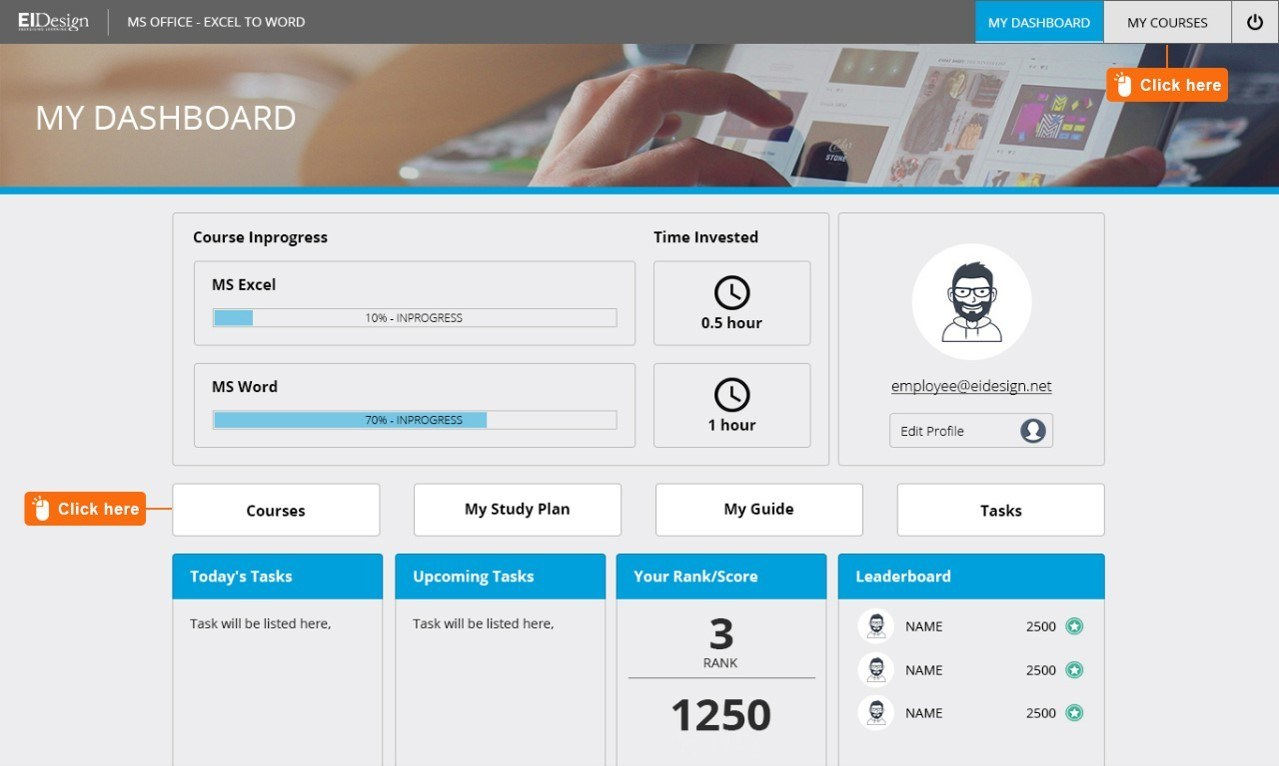 EIDesign
MS OFFICE - EXCEL TO WORD
MY DASHBOARD
MY COURSES
Click here
MY DASHBOARD
Course Inprogress
Time Invested
MS Excel
10% - INPROGRESS
0.5 hour
MS Word
70% - INPROGRESS
1 hour
employee@eidesign.net
Edit Profile
Click here
Courses
My Study Plan
My Guide
Tasks
Today's Tasks
Task will be listed here,
Upcoming Tasks
Task will be listed here,
Your Rank/Score
3
RANK
1250
Leaderboard
NAME 2500
NAME 2500
NAME 2500